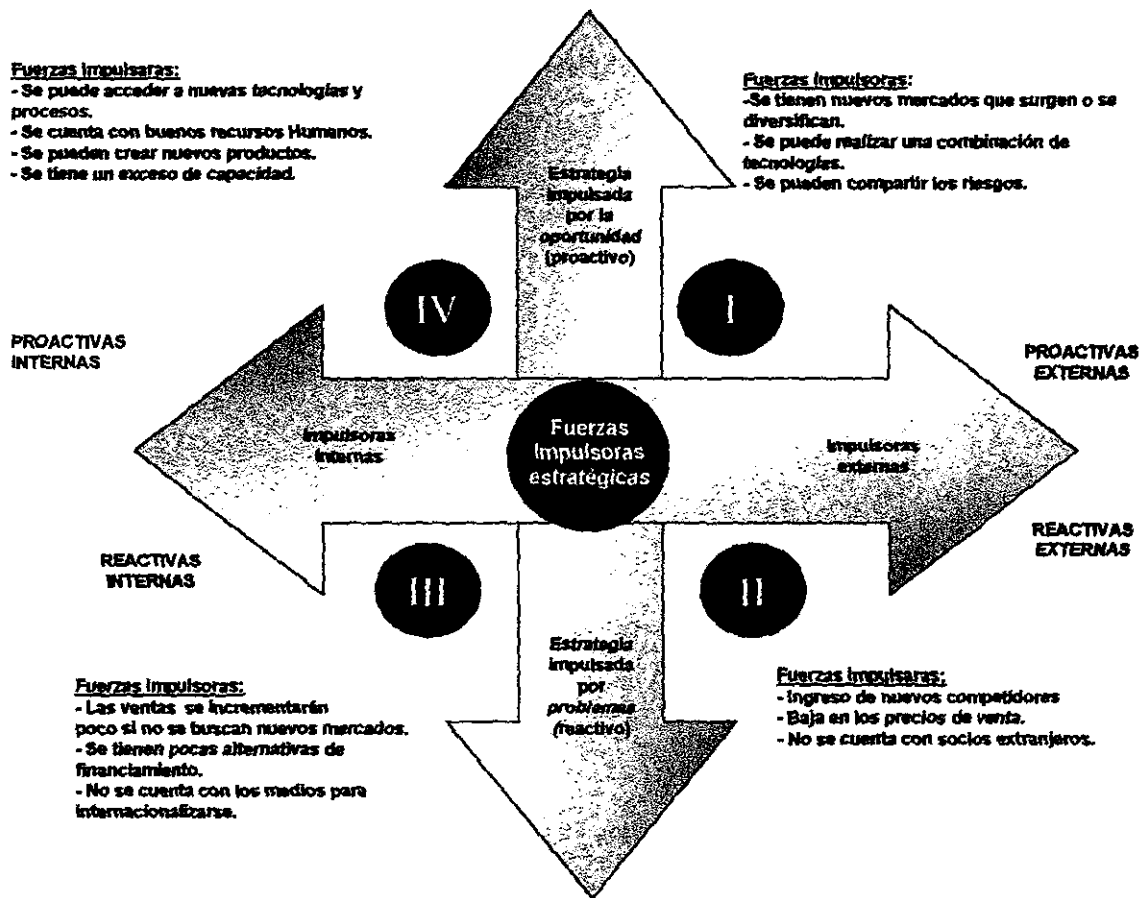 Fuerzas Impulsaras:
- Se puede acceder a nuevas tecnologías y
procesos.
- Se cuenta con buenos recursos Humanos.
- Se pueden crear nuevos productos.
- Se tiene un exceso de capacidad.
Fuerzas Impulsoras:
-Se tienen nuevos mercados que surgen o se
diversifican.
- Se puede realizar una combinación de
tecnologías.
- Se pueden compartir los riesgos.
Estrategia
impulsada
por la
oportunidad
(proactivo)
IV
I
PROACTIVAS
INTERNAS
PROACTIVAS
EXTERNAS
Impulsoras
internas
Fuerzas
Impulsoras
estratégicas
Impulsoras
externas
REACTIVAS
INTERNAS
REACTIVAS
EXTERNAS
III
II
Estrategia
impulsada
por
problemas
(reactivo)
Fuerzas Impulsoras:
- Las ventas se incrementarán
poco si no se buscan nuevos mercados.
- Se tienen pocas alternativas de
financiamiento.
- No se cuenta con los medios para
internacionalizarse.
Fuerzas Impulsaras:
- Ingreso de nuevos competidores
- Baja en los precios de venta.
- No se cuenta con socios extranjeros.